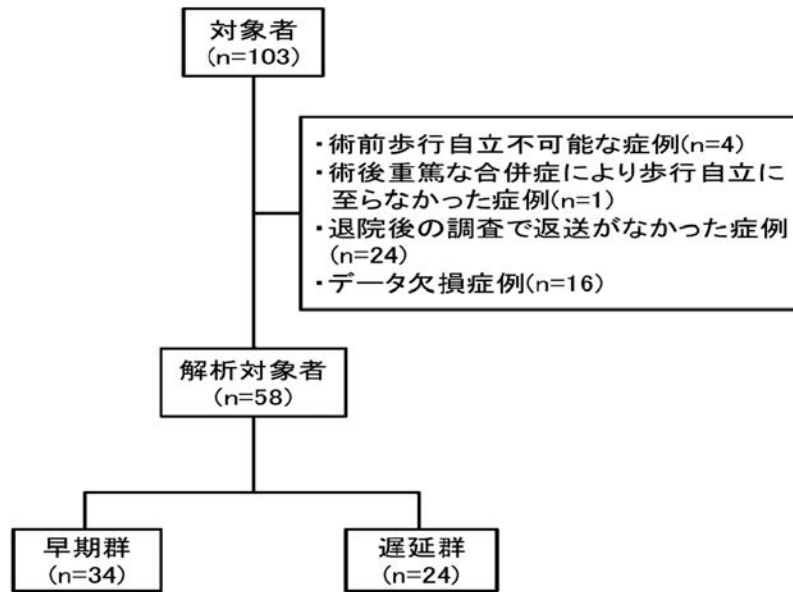 対象者
(n=103)
・術前歩行自立不可能な症例(n=4)
・術後重篤な合併症により歩行自立に
至らなかった症例(n=1)
・退院後の調査で返送がなかった症例
(n=24)
・データ欠損症例(n=16)
解析対象者
(n=58)
早期群
(n=34)
遅延群
(n=24)